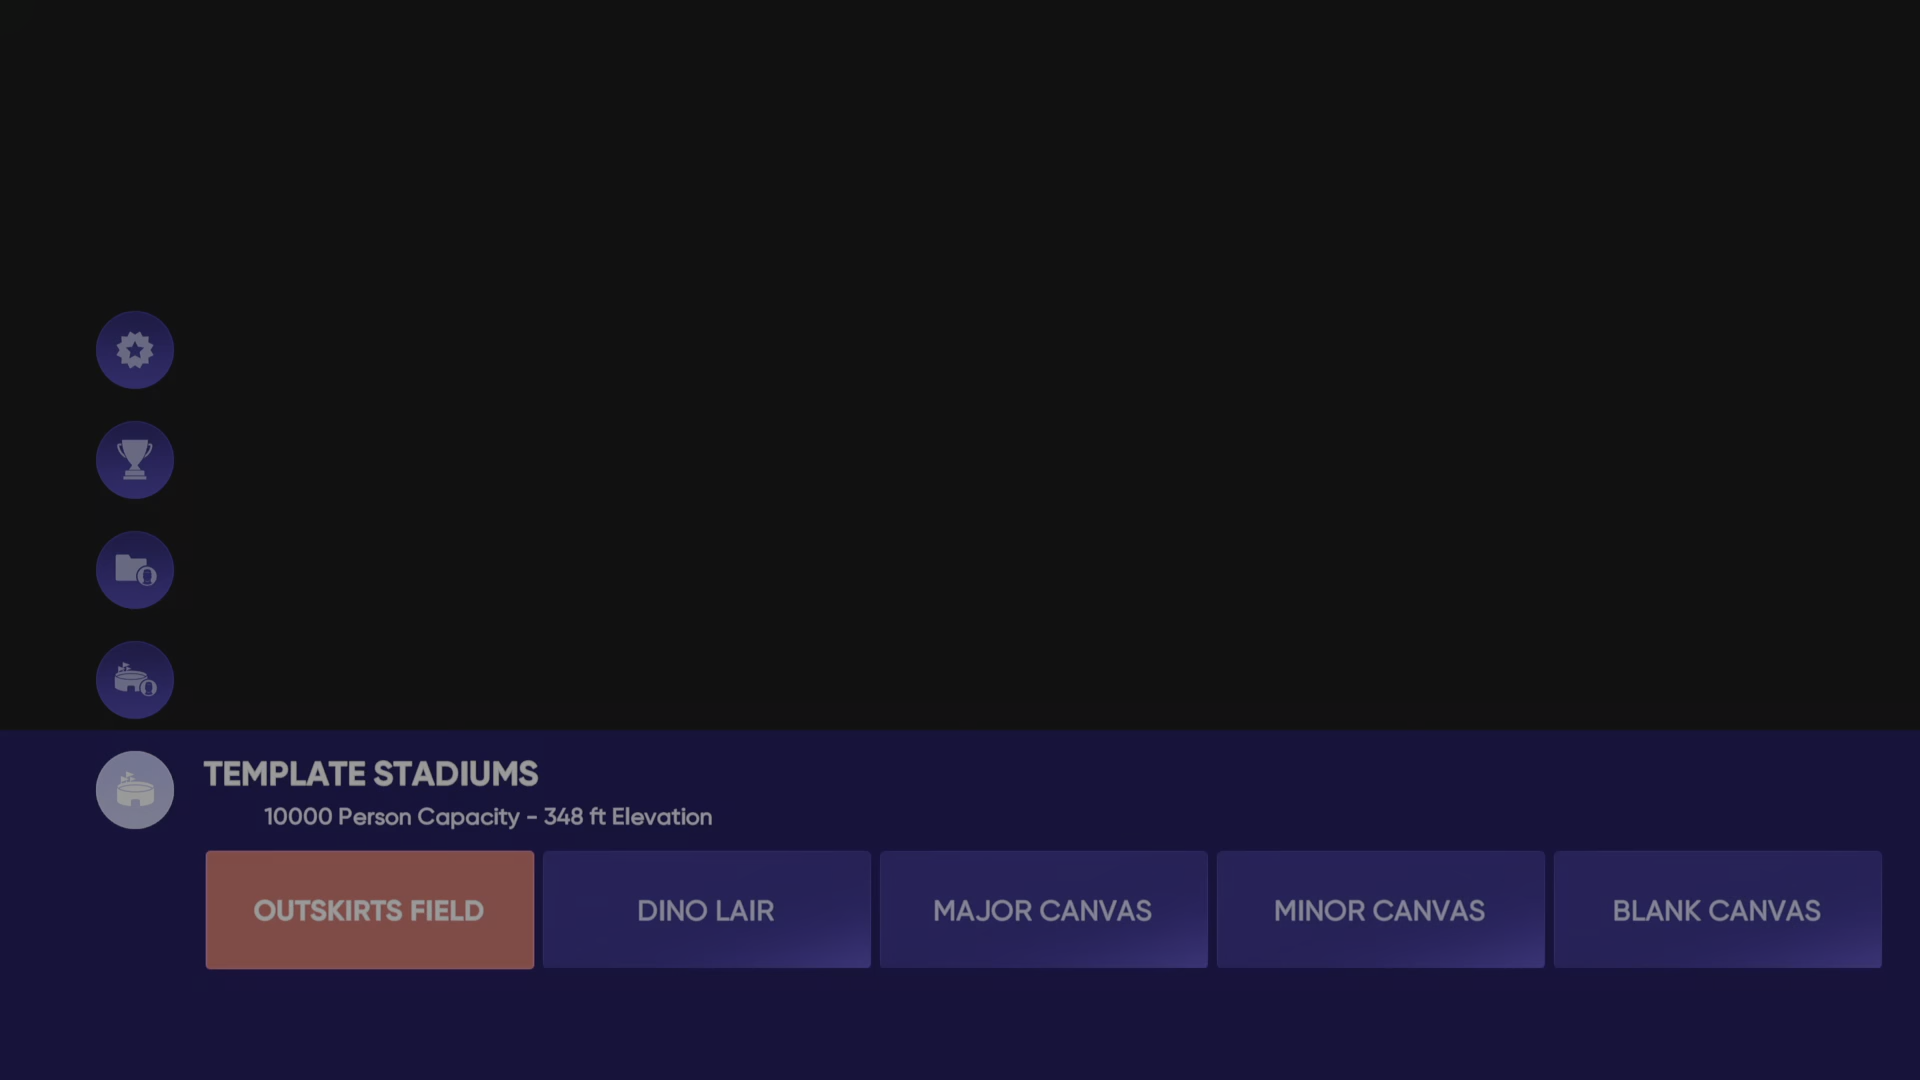 TEMPLATE STADIUMS
10000 Person Capacity - 348 ft Elevation
OUTSKIRTS FIELD
DINO LAIR
MAJOR CANVAS
MINOR CANVAS
BLANK CANVAS